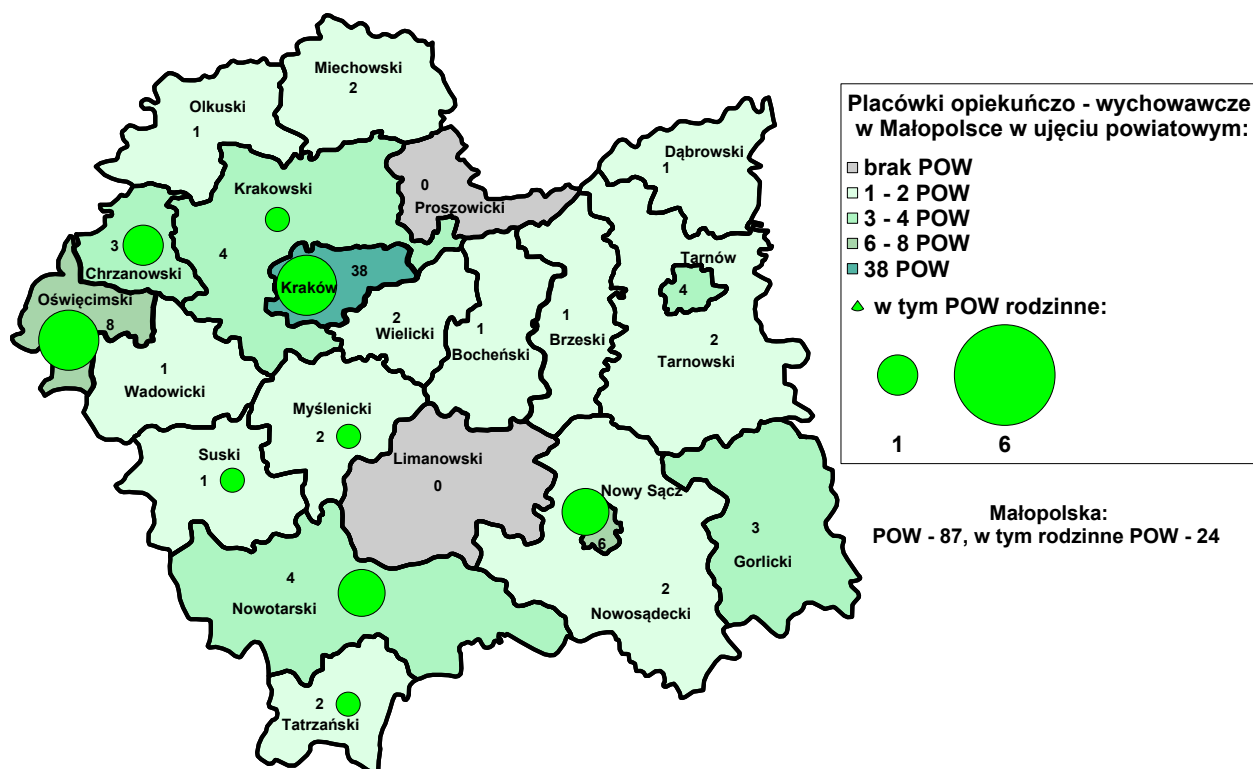 Miechowski
2
Olkuski
1
Dąbrowski
1
Krakowski
4
0
Proszowicki
3
Chrzanowski
38
Kraków
Tarnów
4
Oświęcimski
8
2
Wielicki
1
Bocheński
1
Brzeski
2
Tarnowski
1
Wadowicki
Myślenicki
2
Suski
1
Limanowski
0
Nowy Sącz
6
3
Gorlicki
4
Nowotarski
2
Nowosądecki
2
Tatrzański
Placówki opiekuńczo - wychowawcze
w Małopolsce w ujęciu powiatowym:
brak POW
1 - 2 POW
3 - 4 POW
6 - 8 POW
38 POW
w tym POW rodzinne:
1 6
Małopolska:
POW - 87, w tym rodzinne POW - 24